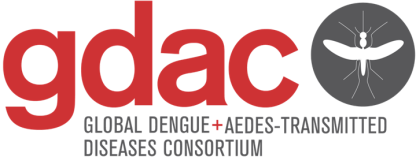 gdac
GLOBAL DENGUE+AEDES-TRANSMITTED
DISEASES CONSORTIUM